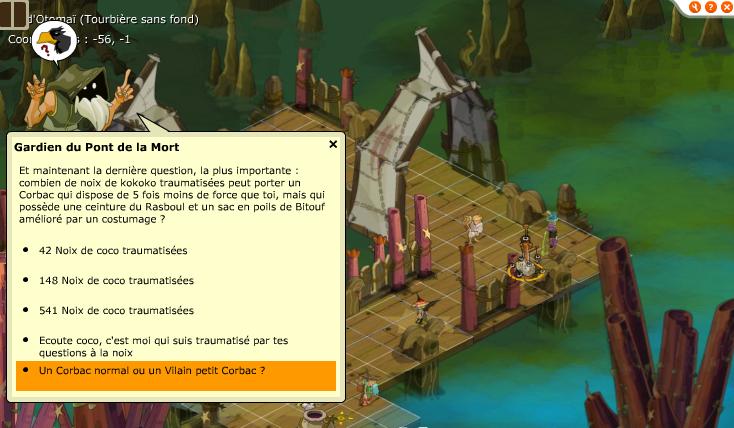 d'Otomaï (Tourbière sans fond)
Coor s : -56, -1
?
Gardien du Pont de la Mort
Et maintenant la dernière question, la plus importante :
combien de noix de kokoko traumatisées peut porter un
Corbac qui dispose de 5 fois moins de force que toi, mais qui
possède une ceinture du Rasboul et un sac en poils de Bitouf
amélioré par un costumage ?
42 Noix de coco traumatisées
148 Noix de coco traumatisées
541 Noix de coco traumatisées
Ecoute coco, c'est moi qui suis traumatisé par tes
questions à la noix
Un Corbac normal ou un Vilain petit Corbac ?